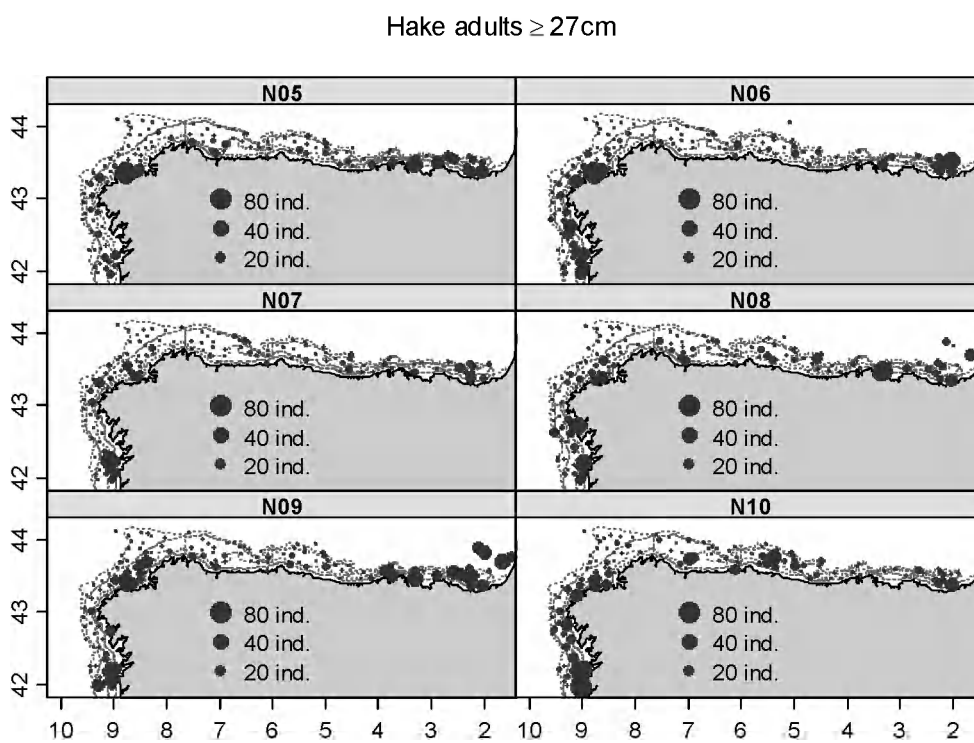 Hake adults ≥ 27cm
N05 N06
44
43
42
80 ind. 80 ind.
40 ind. 40 ind.
20 ind. 20 ind.
N07 N08
44
43
42
80 ind. 80 ind.
40 ind. 40 ind.
20 ind. 20 ind.
N09 N10
44
43
42
80 ind. 80 ind.
40 ind. 40 ind.
20 ind. 20 ind.
10 9 8 7 6 5 4 3 2 10 9 8 7 6 5 4 3 2